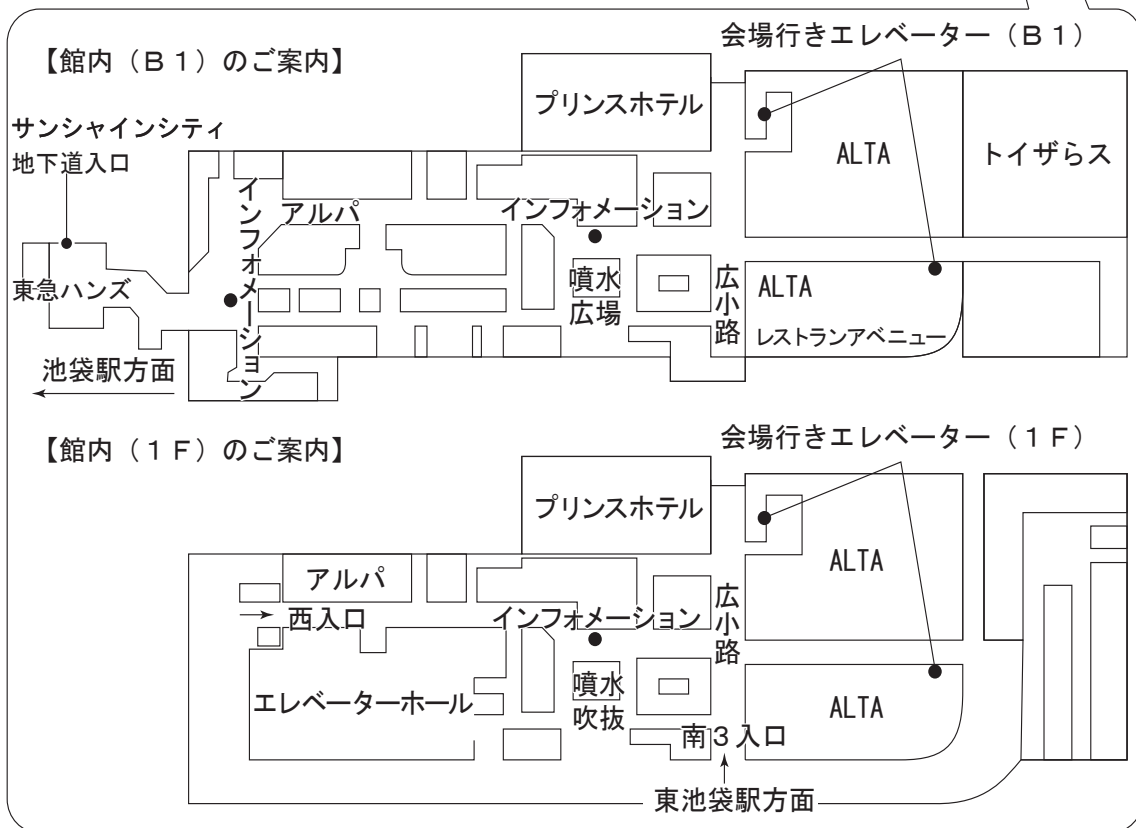 会場行きエレベーター（Ｂ１）
【館内（Ｂ１）のご案内】
プリンスホテル
サンシャインシティ
地下道入口
ALTA
トイザらス
インフォメーション
アルパ
インフォメーション
東急ハンズ
噴水
広場
広小路
ALTA
レストランアベニュー
池袋駅方面
【館内（１Ｆ）のご案内】
会場行きエレベーター（１Ｆ）
プリンスホテル
ALTA
アルパ
西入口
インフォメーション
広小路
エレベーターホール
噴水
吹抜
ALTA
南３入口
東池袋駅方面